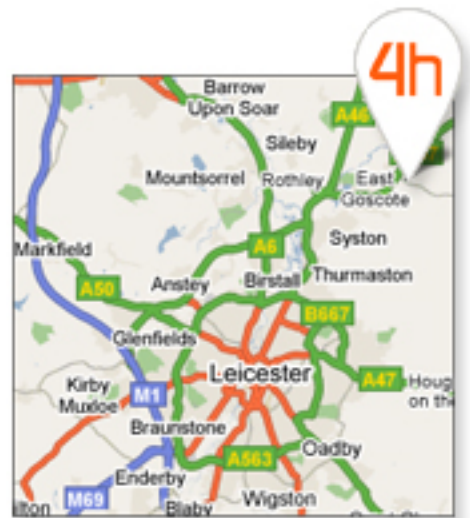 4h
Barrow
Upon Soar
A46
Sileby
Mountsorrel
Rothley
East
Goscote
Markfield
A6
Syston
A50
Anstey
Birstall
Thurmaston
B667
Glenfields
Leicester
A47
Houg
on the
Kirby
Muxloe
M1
Braunstone
A563
Oadby
Enderby
M69
Blaby
Wigston
ilton